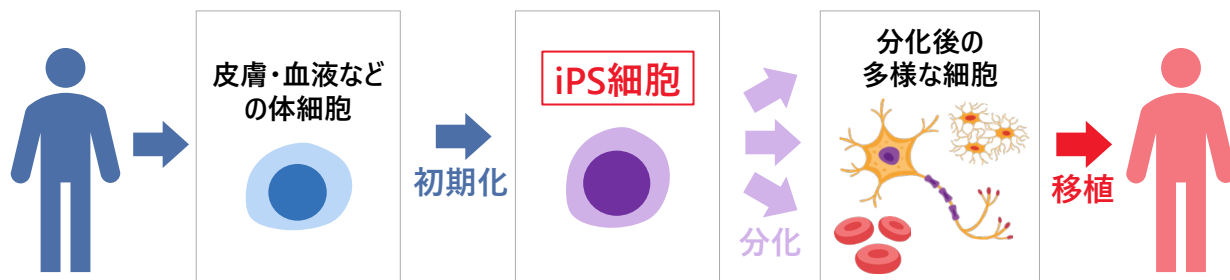 皮膚・血液など
の体細胞
初期化
iPS細胞
分化
分化後の
多様な細胞
移植